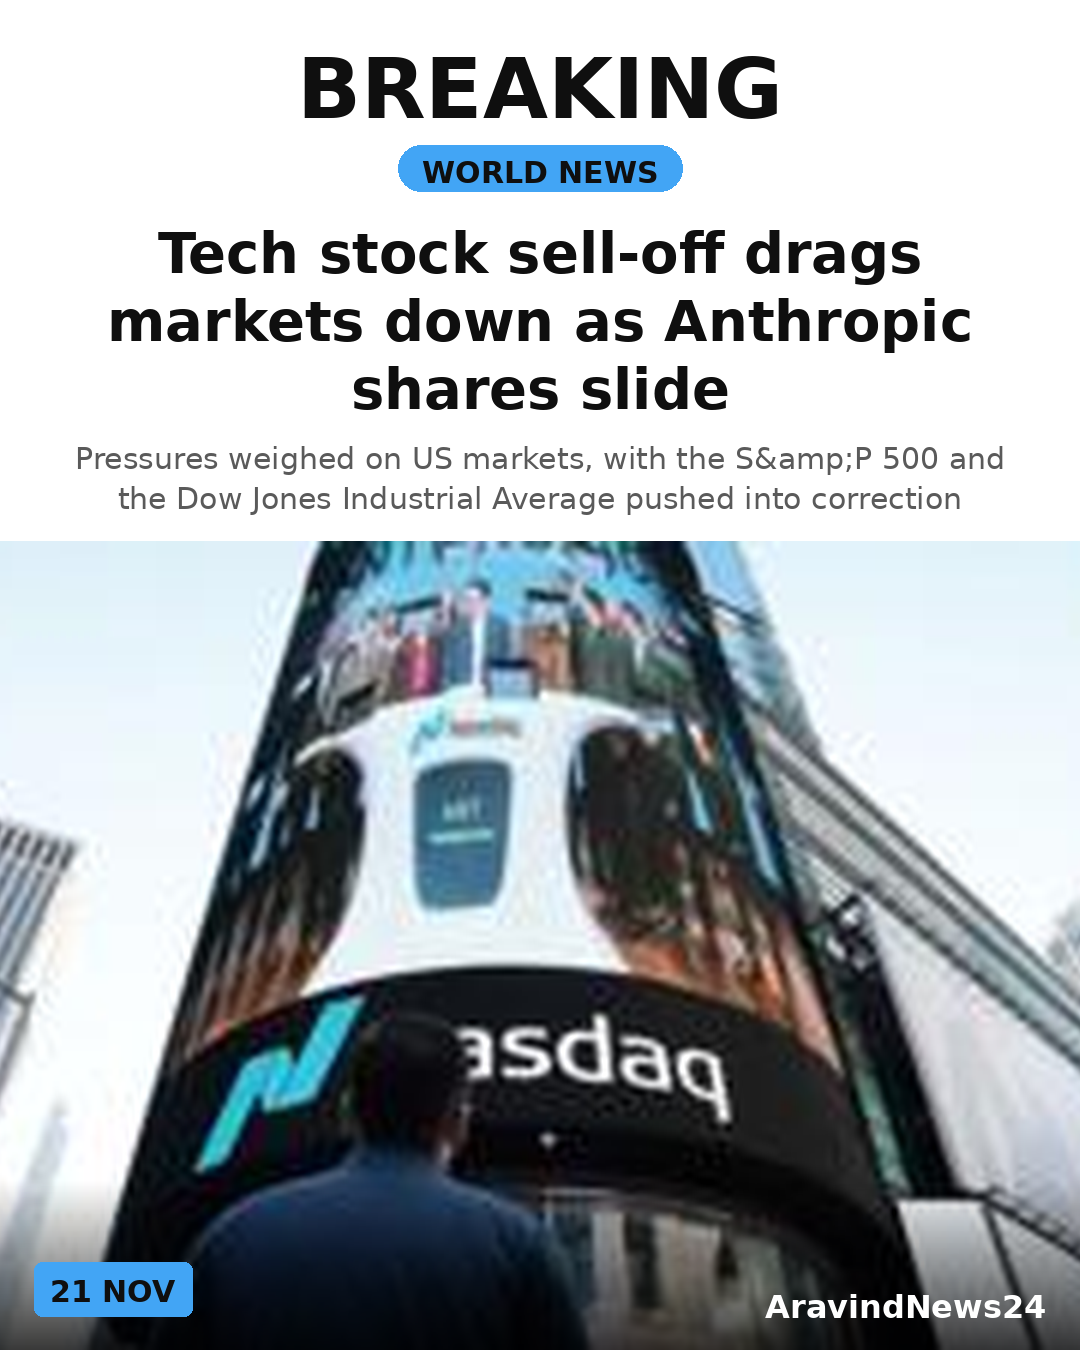 BREAKING
WORLD NEWS
Tech stock sell-off drags
markets down as Anthropic
shares slide
Pressures weighed on US markets, with the S&amp;P 500 and
the Dow Jones Industrial Average pushed into correction
asdaq
21 NOV
AravindNews24